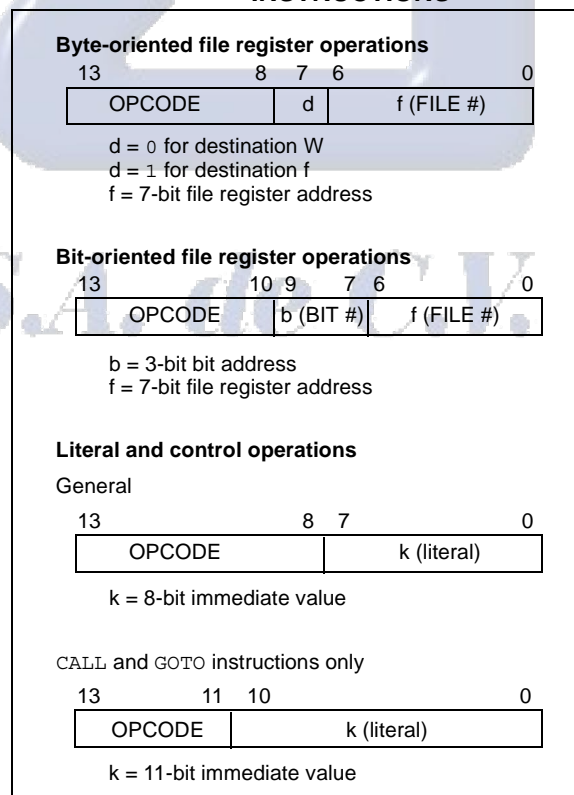 Byte-oriented file register operations
13 8 7 6 0
OPCODE d f (FILE #)
d = 0 for destination W
d = 1 for destination f
f = 7-bit file register address
Bit-oriented file register operations
13 10 9 7 6 0
OPCODE b (BIT #) f (FILE #)
b = 3-bit bit address
f = 7-bit file register address
S.A. de C.V.
Literal and control operations
General
13 8 7 0
OPCODE k (literal)
k = 8-bit immediate value
CALL and GOTO instructions only
13 11 10 0
OPCODE k (literal)
k = 11-bit immediate value